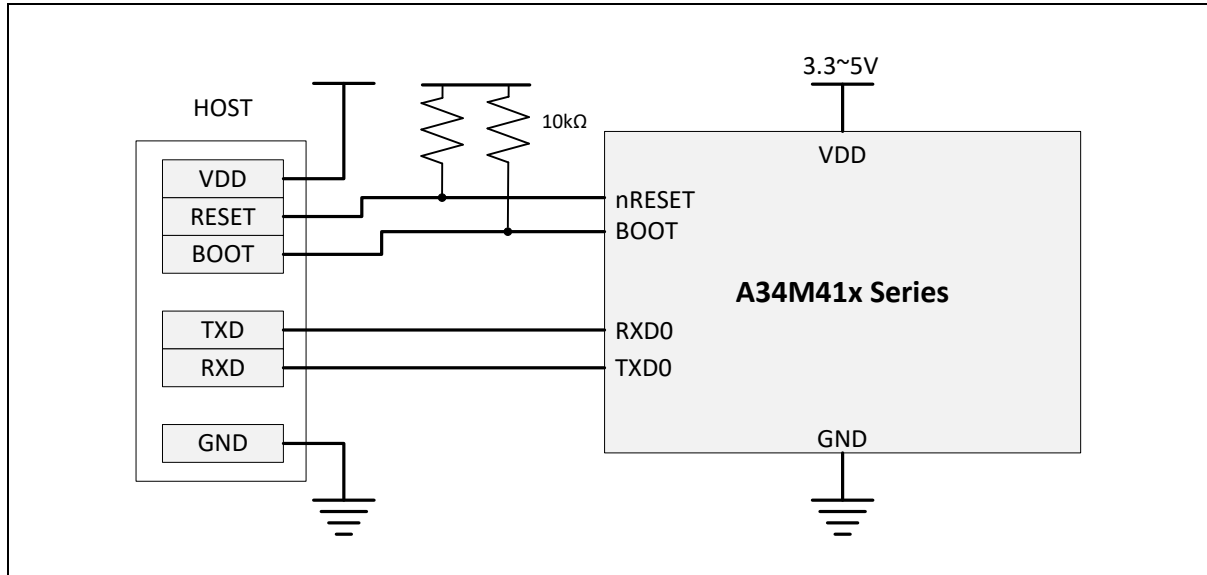 3.3~5V
HOST
10kΩ
VDD
VDD
RESET
nRESET
BOOT
BOOT
A34M41x Series
TXD
RXD0
RXD
TXD0
GND
GND